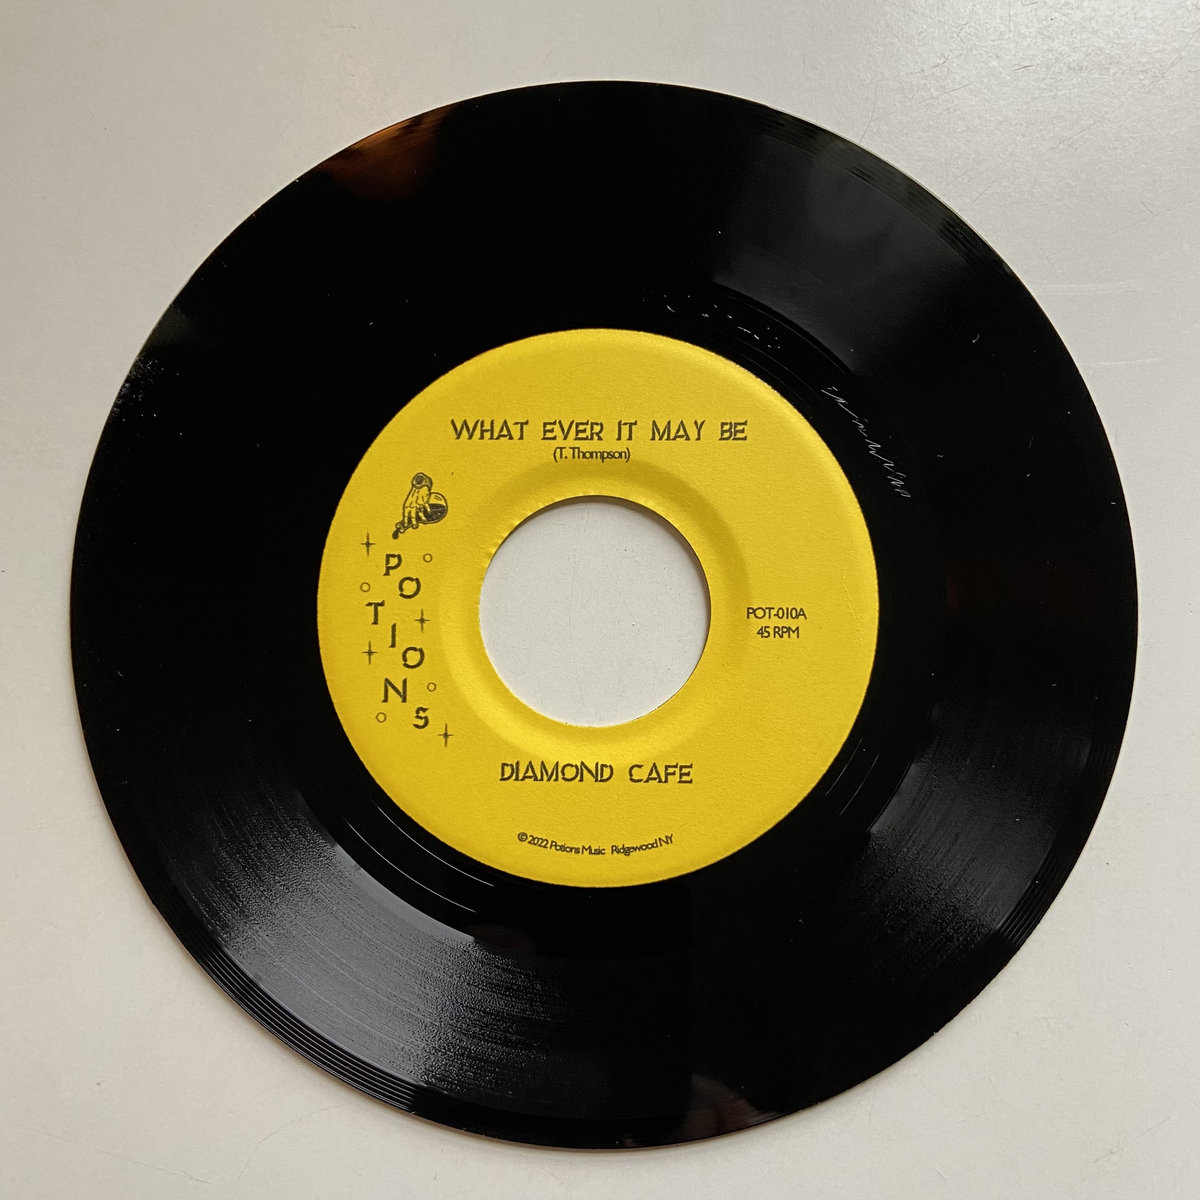 WHAT EVER IT MAY BE
(T. Thompson)
POTIONS
POT-010A
45 RPM
DIAMOND CAFE
© 2022 Potions Music Ridgewood NY